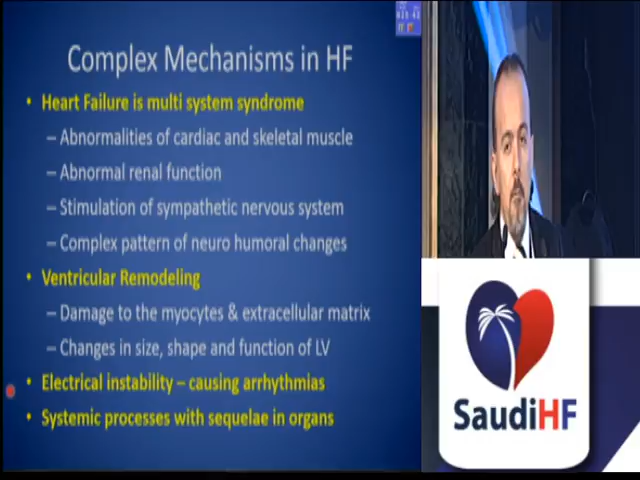 Complex Mechanisms in HF
• Heart Failure is multi system syndrome
– Abnormalities of cardiac and skeletal muscle
– Abnormal renal function
– Stimulation of sympathetic nervous system
– Complex pattern of neuro humoral changes
• Ventricular Remodeling
– Damage to the myocytes & extracellular matrix
– Changes in size, shape and function of LV
• Electrical instability – causing arrhythmias
• Systemic processes with sequelae in organs
SaudiHF